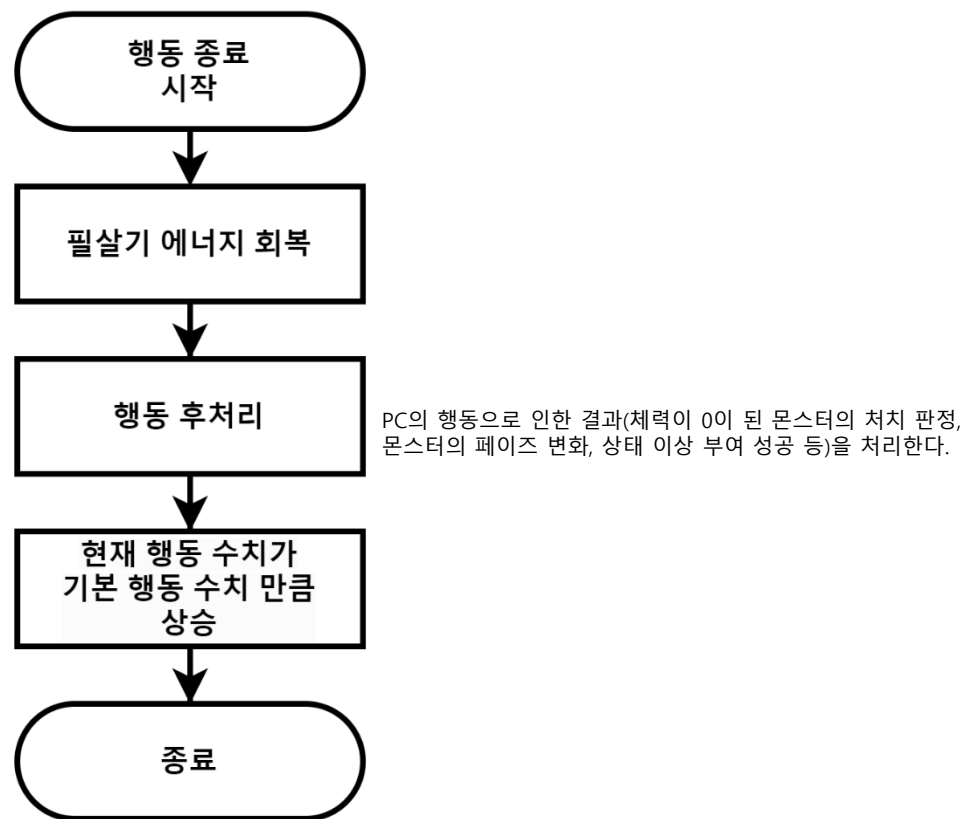 행동 종료
시작
필살기 에너지 회복
행동 후처리
PC의 행동으로 인한 결과(체력이 0이 된 몬스터의 처치 판정,
몬스터의 페이즈 변화, 상태 이상 부여 성공 등)을 처리한다.
현재 행동 수치가
기본 행동 수치 만큼
상승
종료